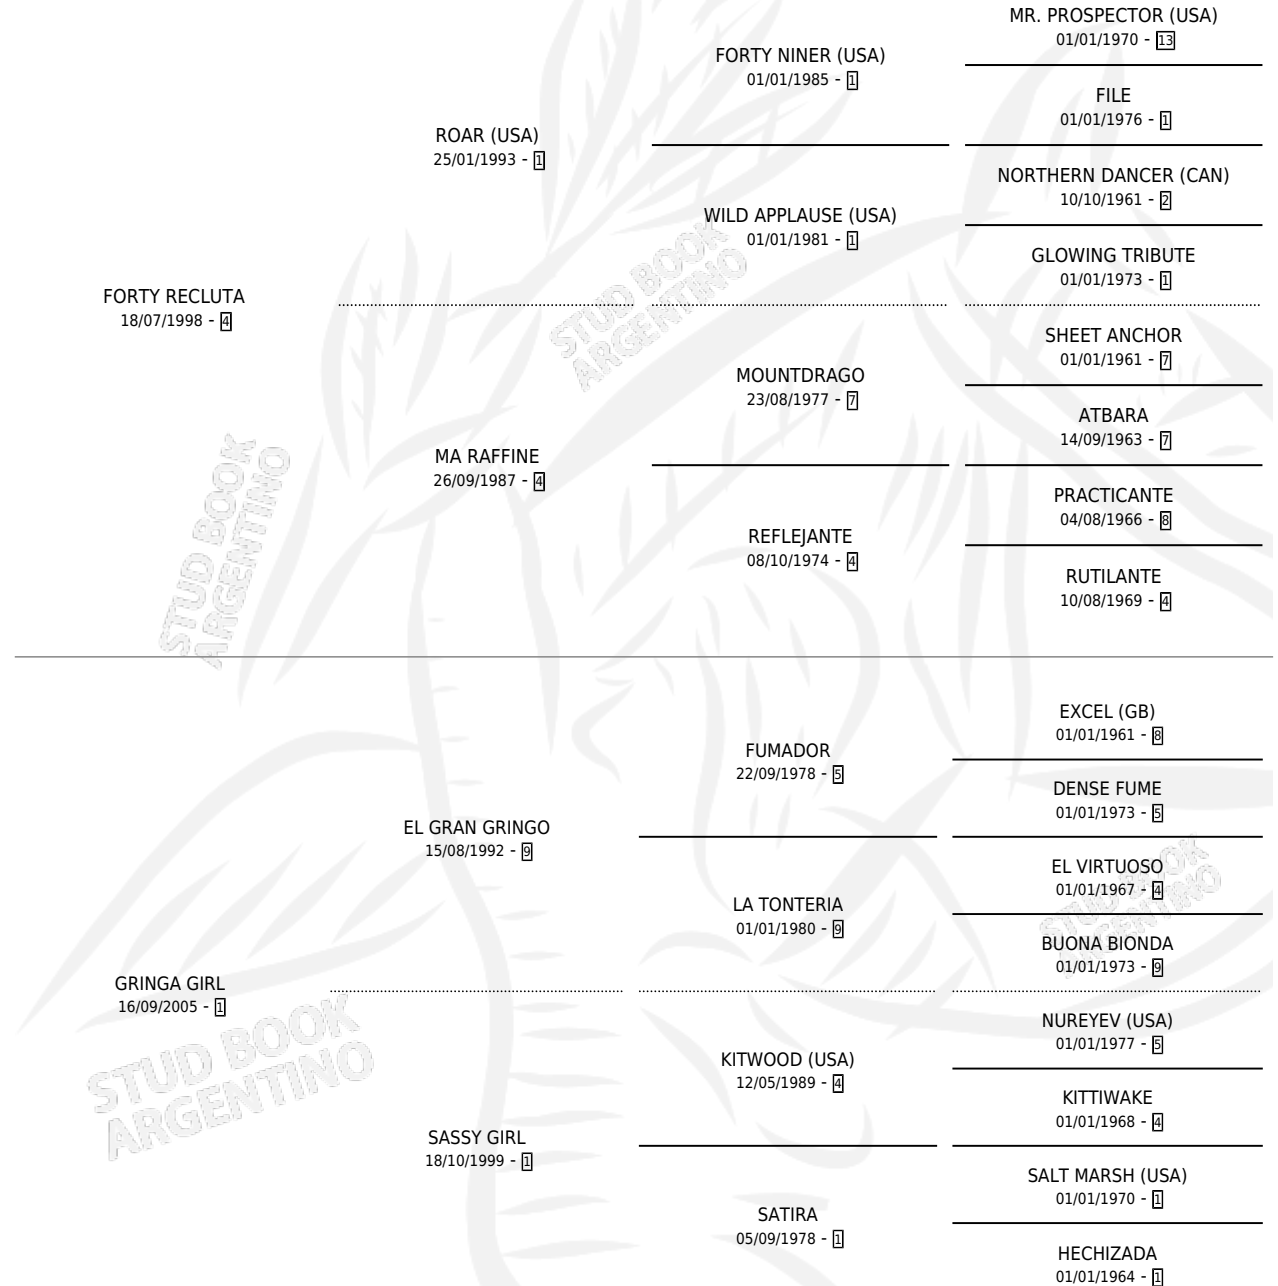 MR. PROSPECTOR (USA)
01/01/1970 - 13
FORTY NINER (USA)
01/01/1985 - 1
FILE
01/01/1976 - 1
ROAR (USA)
25/01/1993 - 1
NORTHERN DANCER (CAN)
10/10/1961 - 2
WILD APPLAUSE (USA)
01/01/1981 - 1
GLOWING TRIBUTE
01/01/1973 - 1
FORTY RECLUTA
18/07/1998 - 4
SHEET ANCHOR
01/01/1961 - 7
MOUNTDRAGO
23/08/1977 - 7
ATBARA
14/09/1963 - 7
MA RAFFINE
26/09/1987 - 4
PRACTICANTE
04/08/1966 - 8
REFLEJANTE
08/10/1974 - 4
RUTILANTE
10/08/1969 - 4
EXCEL (GB)
01/01/1961 - 8
FUMADOR
22/09/1978 - 5
DENSE FUME
01/01/1973 - 5
EL GRAN GRINGO
15/08/1992 - 9
EL VIRTUOSO
01/01/1967 - 4
LA TONTERIA
01/01/1980 - 9
BUONA BIONDA
01/01/1973 - 9
GRINGA GIRL
16/09/2005 - 1
NUREYEV (USA)
01/01/1977 - 5
KITWOOD (USA)
12/05/1989 - 4
KITTIWAKE
01/01/1968 - 4
SASSY GIRL
18/10/1999 - 1
SALT MARSH (USA)
01/01/1970 - 1
SATIRA
05/09/1978 - 1
HECHIZADA
01/01/1964 - 1
STUD BOOK
ARGENTINO
STUD BOOK
ARGENTINO
STUD BOOK
ARGENTINO
STUD BOOK
ARGENTINO